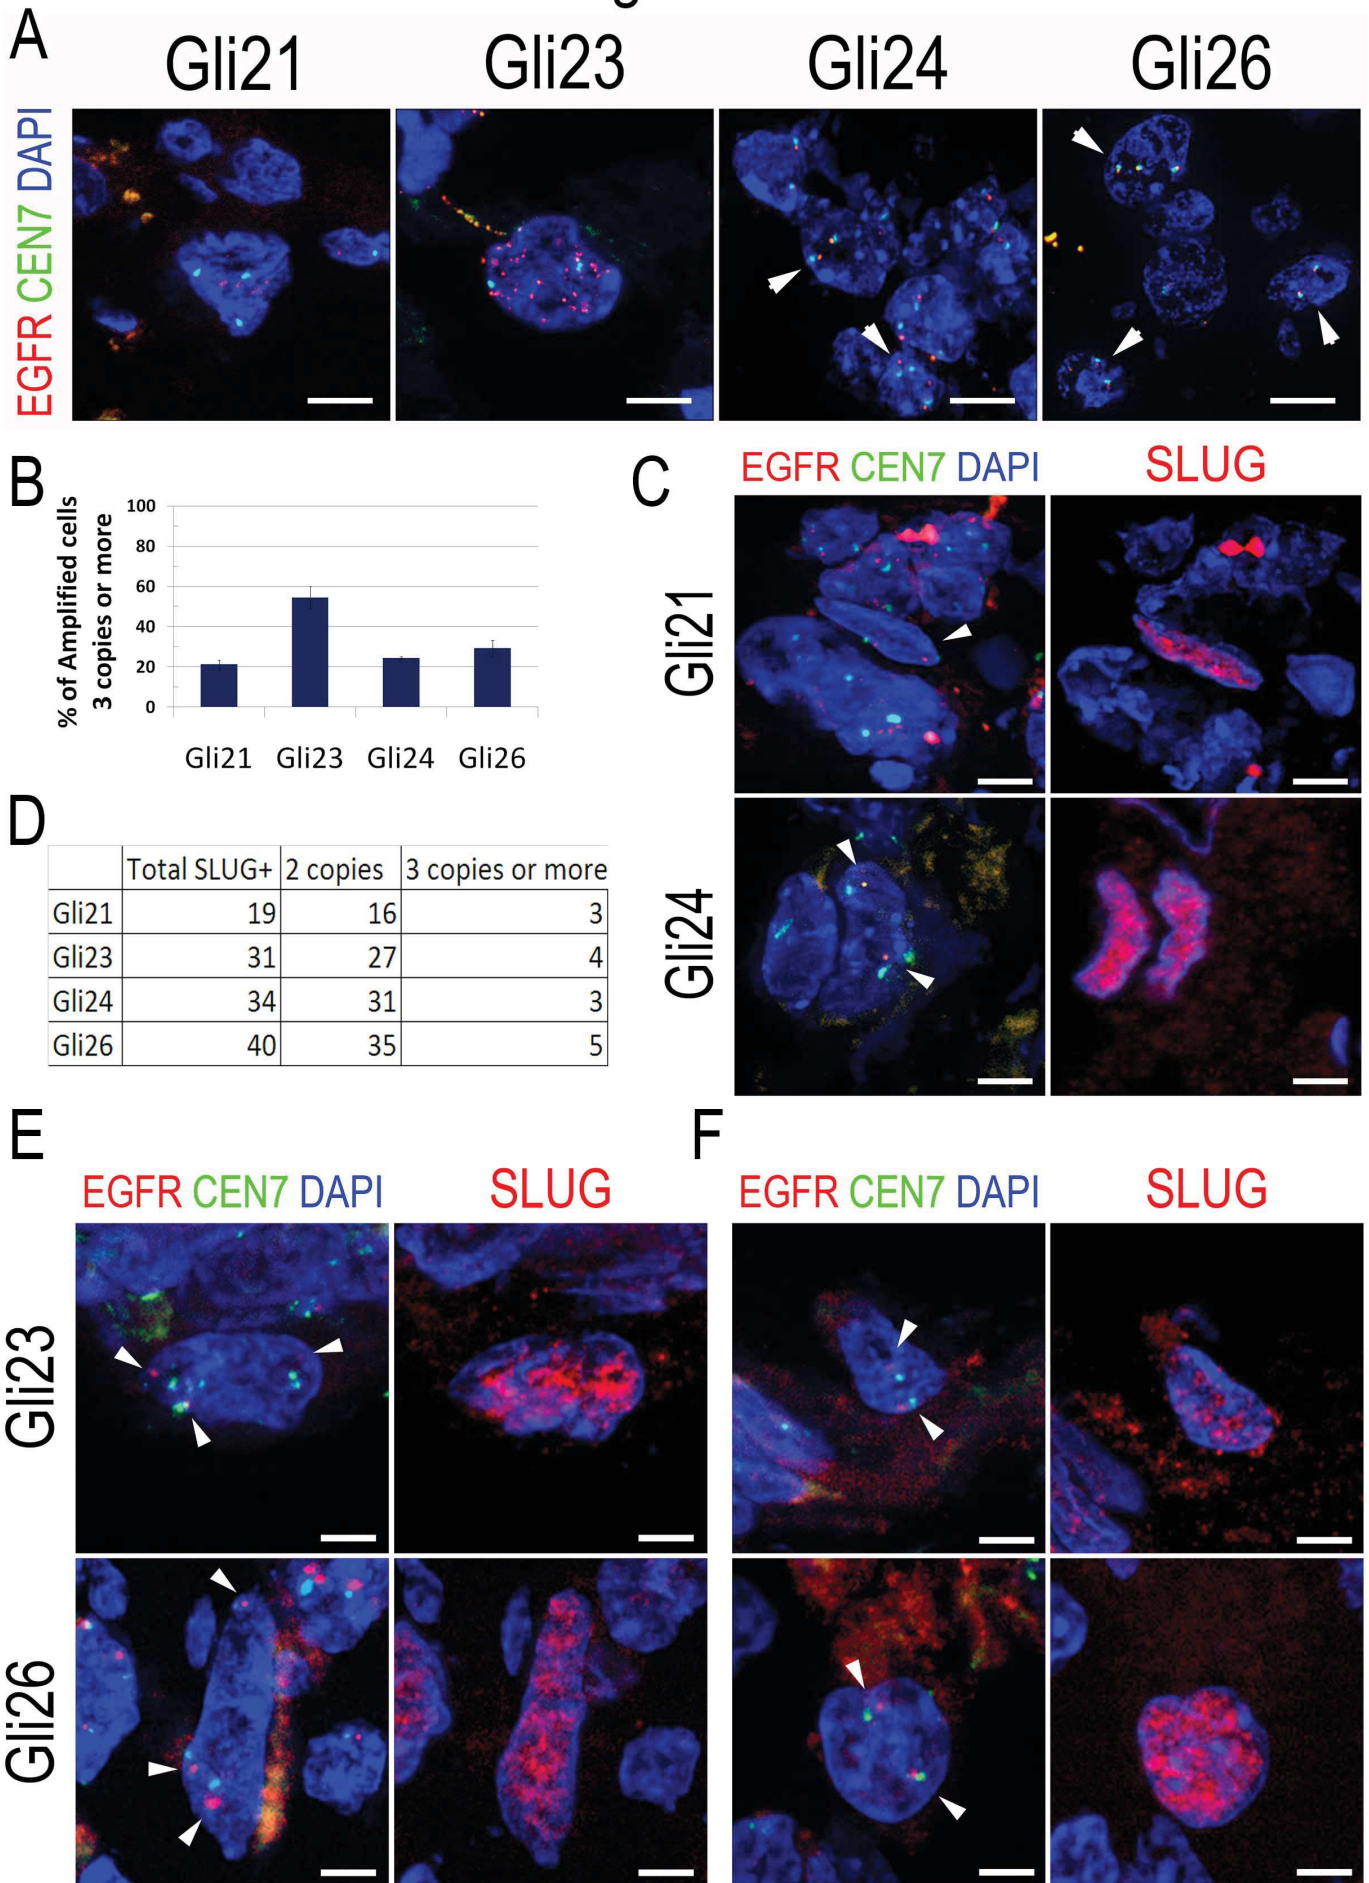 A
Gli21 Gli23 Gli24 Gli26
EGFR CEN7 DAPI
B
% of Amplified cells
3 copies or more
100
80
60
40
20
0
Gli21 Gli23 Gli24 Gli26
C
EGFR CEN7 DAPI SLUG
Gli21
Gli24
D
Total SLUG+ 2 copies 3 copies or more
Gli21 19 16 3
Gli23 31 27 4
Gli24 34 31 3
Gli26 40 35 5
E
EGFR CEN7 DAPI SLUG
Gli23
Gli26
F
EGFR CEN7 DAPI SLUG